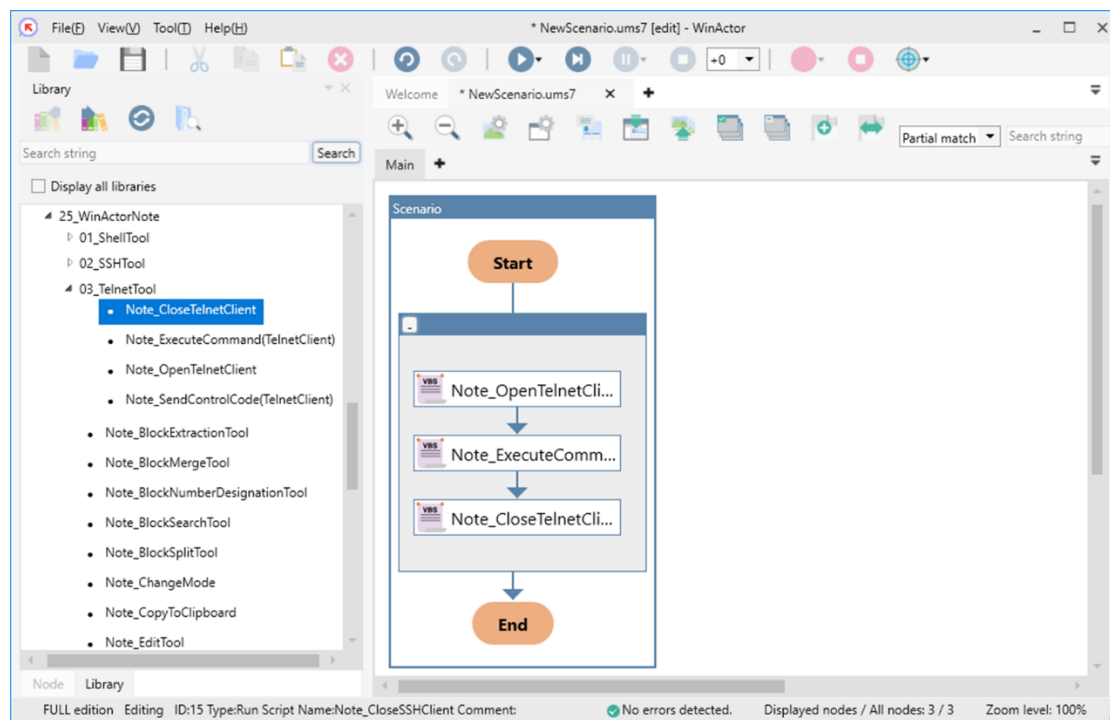 File(F) View(V) Tool(T) Help(H) * NewScenario.ums7 [edit] - WinActor
+0
Library
Welcome * NewScenario.ums7
Search string Search
Partial match Search string
Main
Display all libraries
25_WinActorNote
01_ShellTool
02_SSHTool
03_TelnetTool
Note_CloseTelnetClient
Note_ExecuteCommand(TelnetClient)
Note_OpenTelnetClient
Note_SendControlCode(TelnetClient)
Note_BlockExtractionTool
Note_BlockMergeTool
Note_BlockNumberDesignationTool
Note_BlockSearchTool
Note_BlockSplitTool
Note_ChangeMode
Note_CopyToClipboard
Note_EditTool
Node Library
Scenario
Start
VBS Note_OpenTelnetCli...
VBS Note_ExecuteComm...
VBS Note_CloseTelnetCli...
End
FULL edition Editing ID:15 Type:Run Script Name:Note_CloseSSHClient Comment: No errors detected. Displayed nodes / All nodes: 3 / 3 Zoom level: 100%